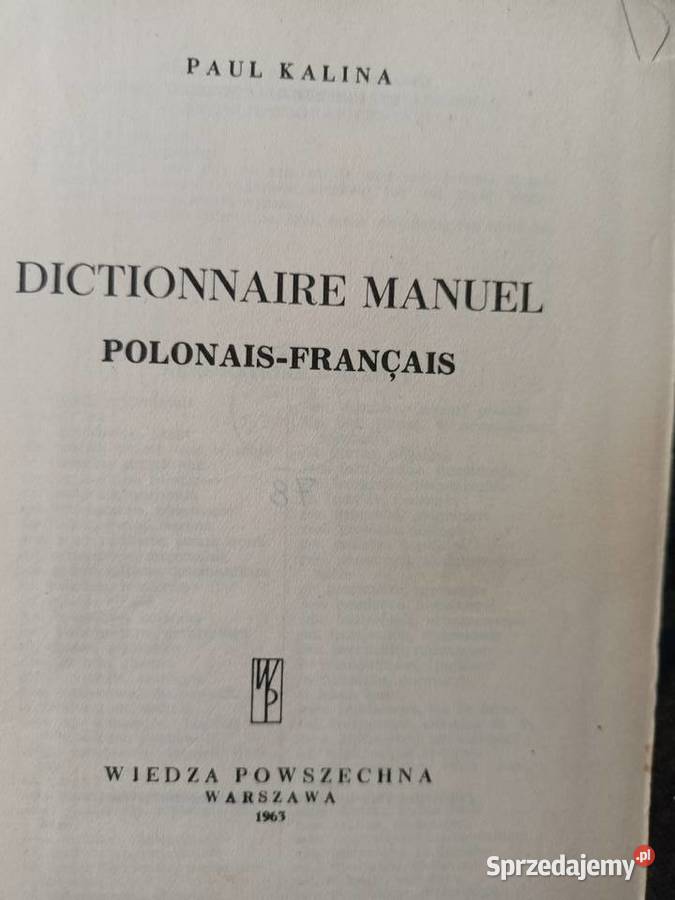 PAUL KALINA
DICTIONNAIRE MANUEL
POLONAIS-FRANÇAIS
WP
WIEDZA POWSZECHNA
WARSZAWA
1963
Sprzedajemy.pl